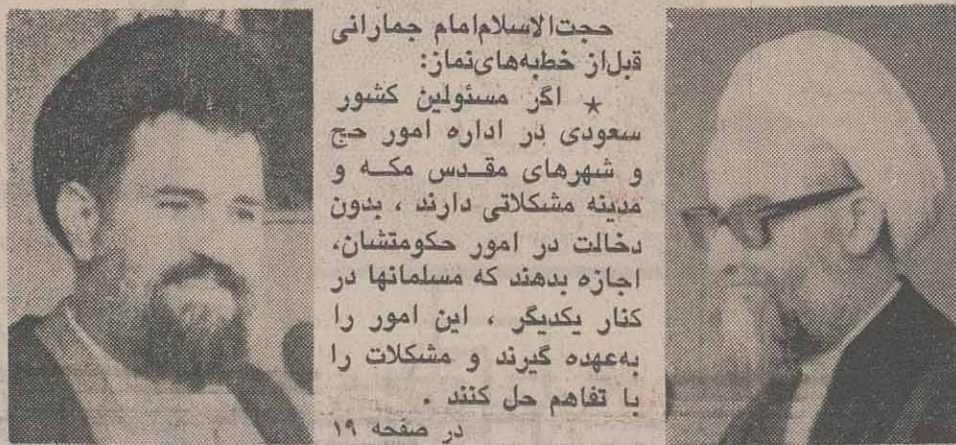 حجت‌الاسلام‌امام جمارانی
قبل‌از خطبه‌های‌نماز:
★ اگر مسئولین کشور
سعودی در اداره امور حج
و شهرهای مقدس مکه و
مدینه مشکلاتی دارند ، بدون
دخالت در امور حکومتشان،
اجازه بدهند که مسلمانها در
کنار یکدیگر ، این امور را
به‌عهده گیرند و مشکلات را
با تفاهم حل کنند .
در صفحه ۱۹